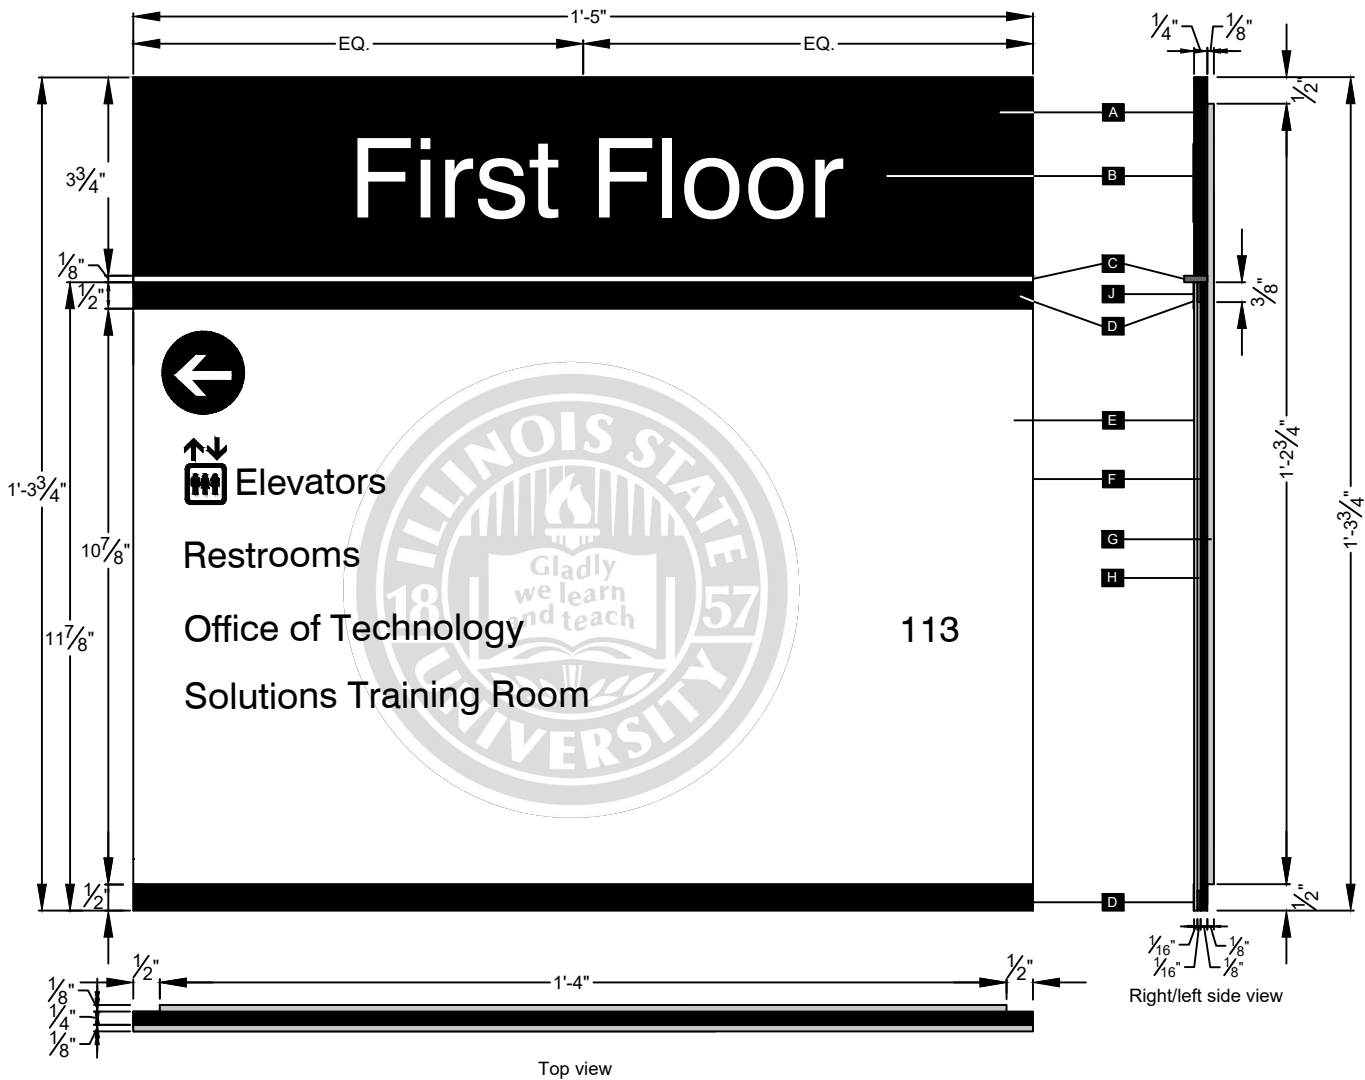 1'-5"
EQ.
EQ.
1/4"
1/8"
1/2"
First Floor
A
B
3 3/4"
1/8"
1/2"
C
J
D
3/8"
ILLINOIS STATE
UNIVERSITY
18
57
Gladly
we learn
and teach
Elevators
Restrooms
Office of Technology
113
Solutions Training Room
E
F
G
H
1'-3 3/4"
10 7/8"
11 7/8"
1'-2 3/4"
1'-3 3/4"
1/2"
D
1/2"
1/16"
1/8"
1/16"
1/8"
Right/left side view
1/2"
1'-4"
1/2"
1/8"
1/4"
1/8"
Top view